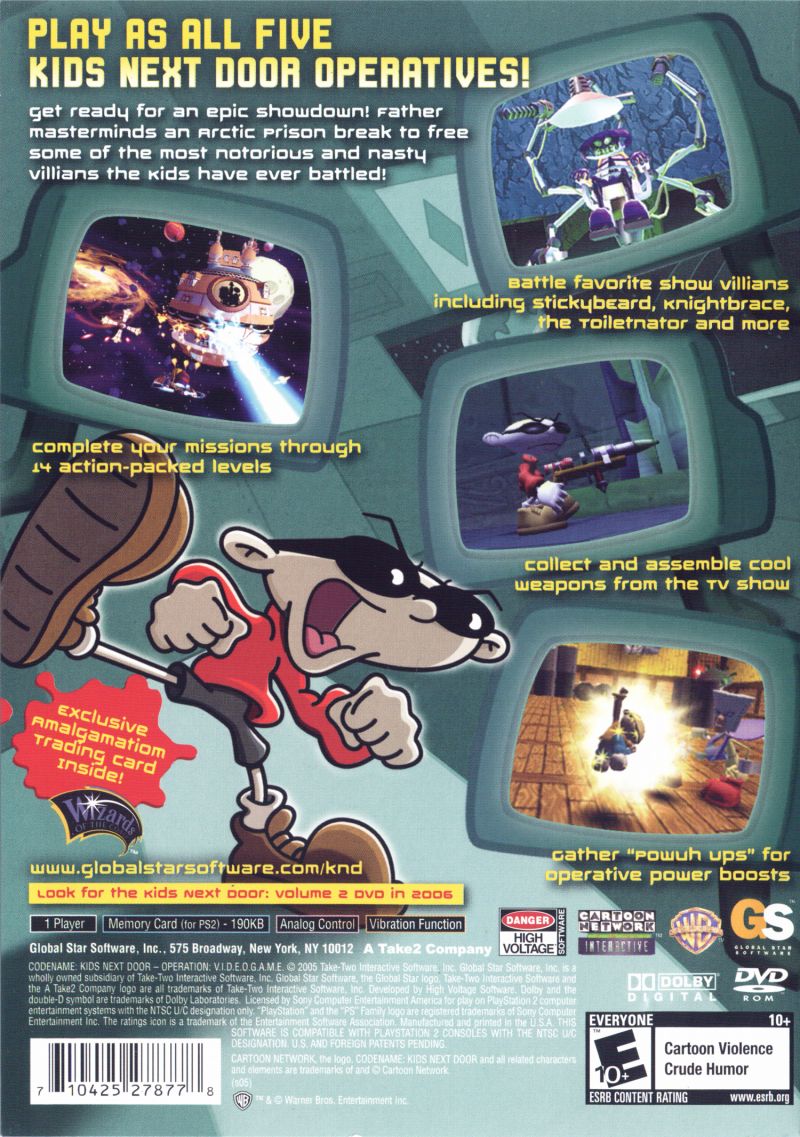 PLAY AS ALL FIVE
KIDS NEXT DOOR OPERATIVES!
Get ready for an epic showdown! Father
masterminds an Arctic Prison break to free
some of the most notorious and nasty
villians the kids have ever battled!
Battle favorite show villians
including Stickybeard, Knightbrace,
the Toiletnator and more
Complete your missions through
14 action-packed levels
Collect and assemble cool
weapons from the TV show
Exclusive
Amalgamatiom
Trading card
Inside!
Wizards
OF THE COAST
TM
Gather "Powuh Ups" for
operative power boosts
www.globalstarsoftware.com/knd
Look for the Kids Next Door: Volume 2 DVD in 2006
1 Player
Memory Card (for PS2) - 190KB
Analog Control
Vibration Function
DANGER
HIGH
VOLTAGE
SOFTWARE
CARTOON
NETWORK
INTERACTIVE
TM
WB
GS
GLOBAL STAR
SOFTWARE
Global Star Software, Inc., 575 Broadway, New York, NY 10012 A Take2 Company
CODENAME: KIDS NEXT DOOR – OPERATION: V.I.D.E.O.G.A.M.E. © 2005 Take-Two Interactive Software, Inc. Global Star Software, Inc. is a
wholly owned subsidiary of Take-Two Interactive Software, Inc. Global Star Software, the Global Star logo, Take-Two Interactive Software and
the A Take2 Company logo are all trademarks of Take-Two Interactive Software, Inc. Developed by High Voltage Software. Dolby and the
double-D symbol are trademarks of Dolby Laboratories. Licensed by Sony Computer Entertainment America for play on PlayStation 2 computer
entertainment systems with the NTSC U/C designation only. "PlayStation" and the "PS" Family logo are registered trademarks of Sony Computer
Entertainment Inc. The ratings icon is a trademark of the Entertainment Software Association. Manufactured and printed in the U.S.A. THIS
SOFTWARE IS COMPATIBLE WITH PLAYSTATION 2 CONSOLES WITH THE NTSC U/C
DESIGNATION. U.S. AND FOREIGN PATENTS PENDING.
CARTOON NETWORK, the logo, CODENAME: KIDS NEXT DOOR and all related characters
and elements are trademarks of and © Cartoon Network.
(s05)
WB ™ & © Warner Bros. Entertainment Inc.
DOLBY
DIGITAL
DVD
ROM
EVERYONE 10+
E
10+
Cartoon Violence
Crude Humor
ESRB CONTENT RATING www.esrb.org
7 10425 27877 8